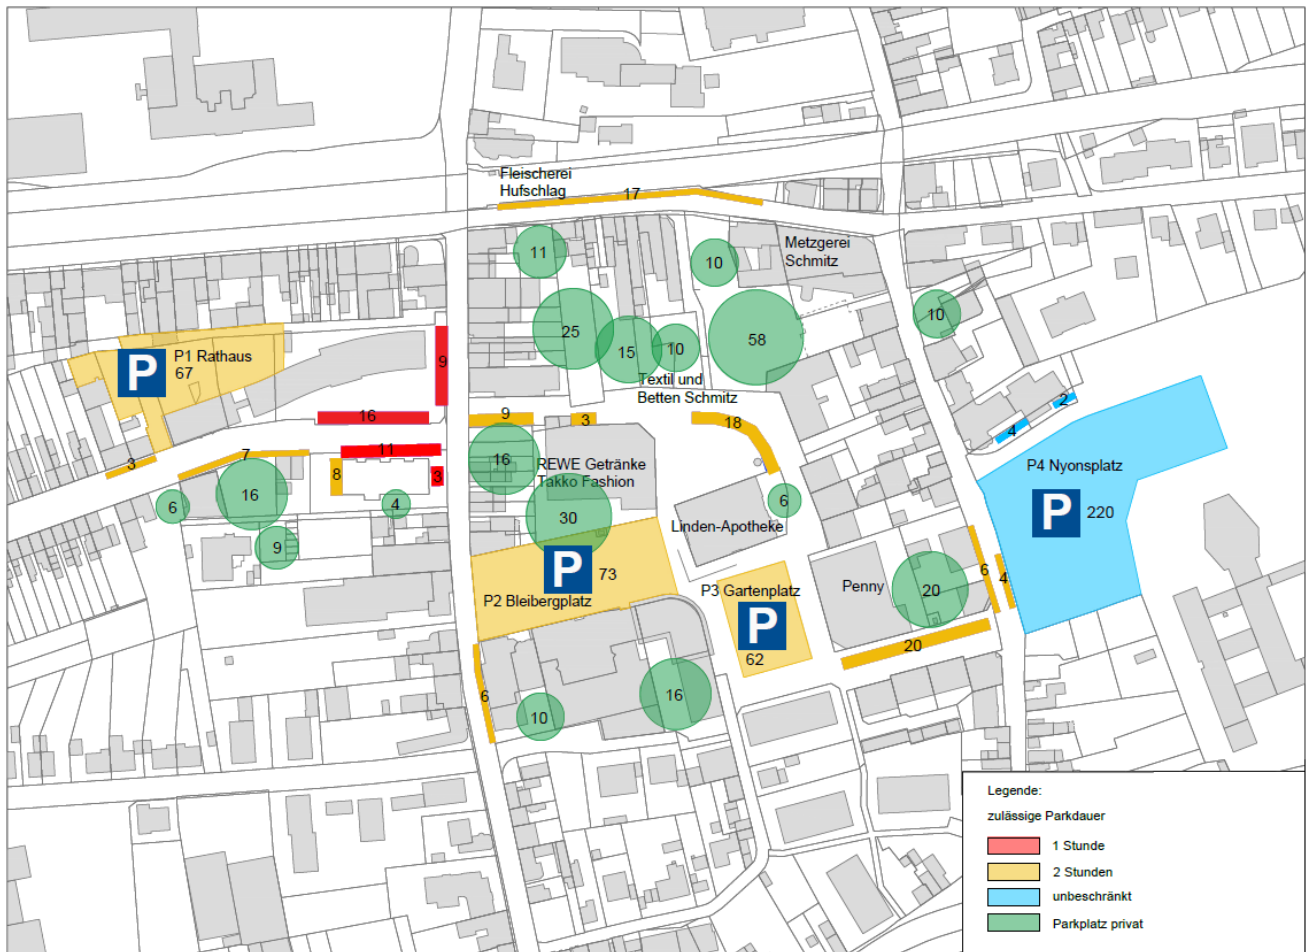 Fleischerei
Hufschlag
17
11
10
Metzgerei
Schmitz
10
25
15
10
58
P
P1 Rathaus
67
9
Textil und
Betten Schmitz
16
9
3
18
2
4
11
3
7
8
3
16
REWE Getränke
Takko Fashion
P4 Nyonsplatz
6
16
4
6
P
220
30
Linden-Apotheke
9
P
73
P2 Bleibergplatz
P3 Gartenplatz
P
62
Penny
20
6
4
20
6
10
16
Legende:
zulässige Parkdauer
1 Stunde
2 Stunden
unbeschränkt
Parkplatz privat